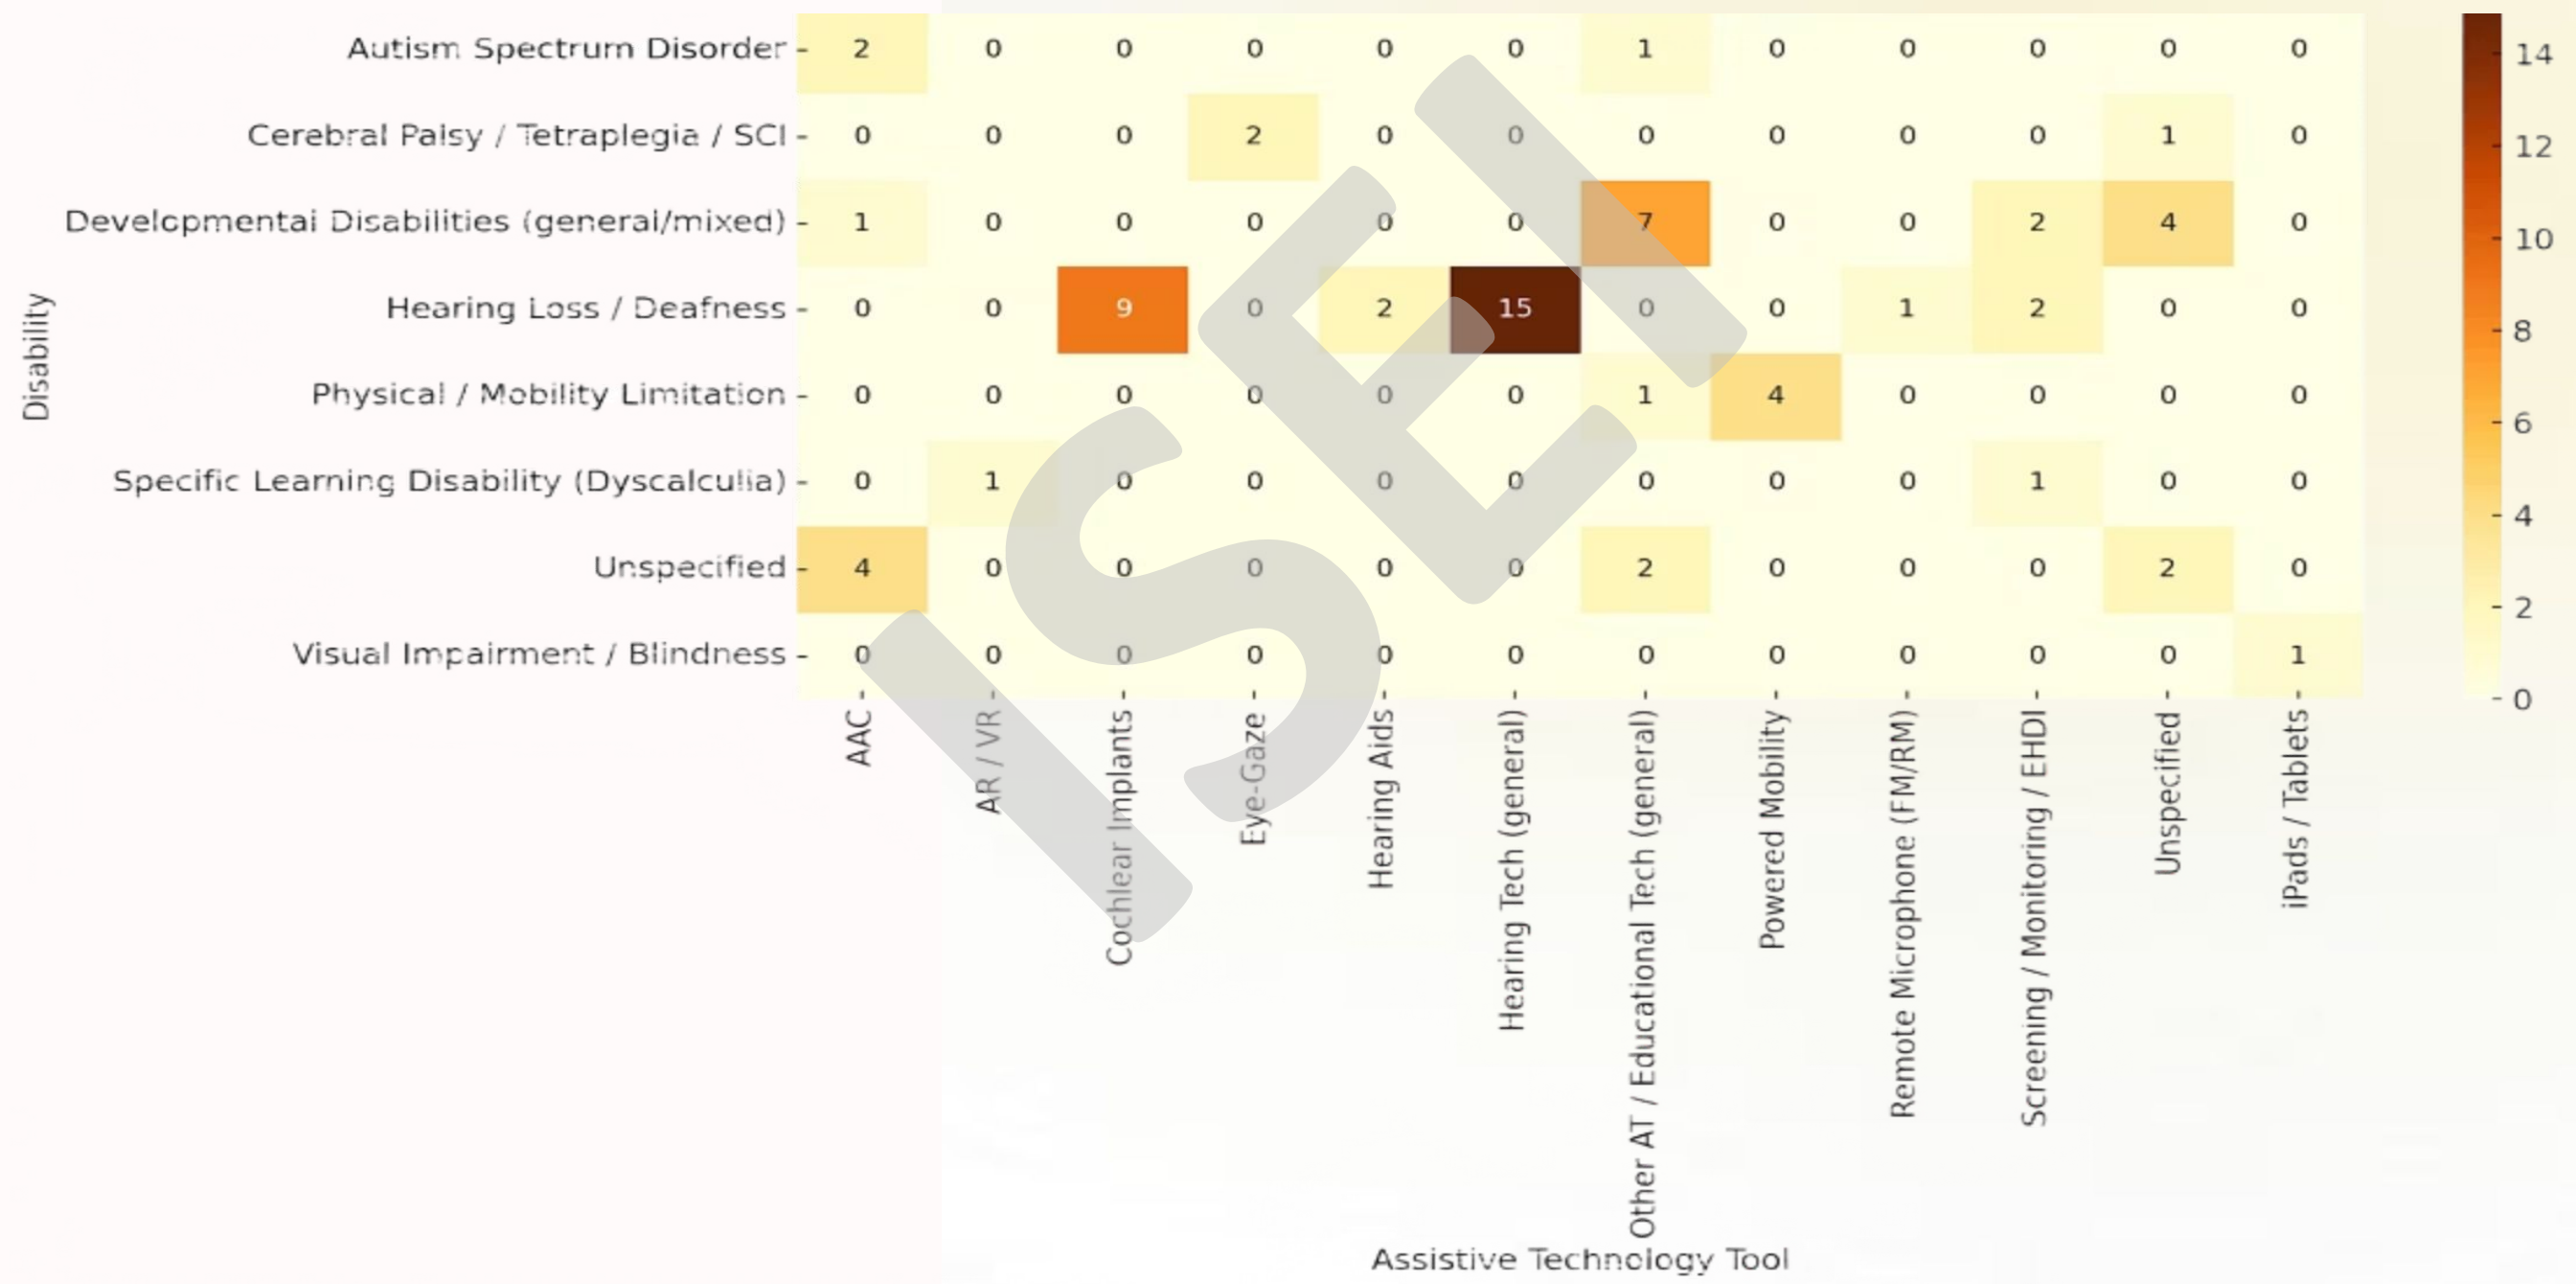 Autism Spectrum Disorder 2 0 0 0 0 0 1 0 0 0 0 0
Cerebral Palsy / Tetraplegia / SCI 0 0 0 2 0 0 0 0 0 0 1 0
Developmental Disabilities (general/mixed) 1 0 0 0 0 0 7 0 0 2 4 0
Hearing Loss / Deafness 0 0 9 0 2 15 0 0 1 2 0 0
Physical / Mobility Limitation 0 0 0 0 0 0 1 4 0 0 0 0
Specific Learning Disability (Dyscalculia) 0 1 0 0 0 0 0 0 0 1 0 0
Unspecified 4 0 0 0 0 0 2 0 0 0 2 0
Visual Impairment / Blindness 0 0 0 0 0 0 0 0 0 0 0 1
Disability
AAC
AR / VR
Cochlear Implants
Eye-Gaze
Hearing Aids
Hearing Tech (general)
Other AT / Educational Tech (general)
Powered Mobility
Remote Microphone (FM/RM)
Screening / Monitoring / EHDI
Unspecified
iPads / Tablets
Assistive Technology Tool
14
12
10
8
6
4
2
0
ISEI